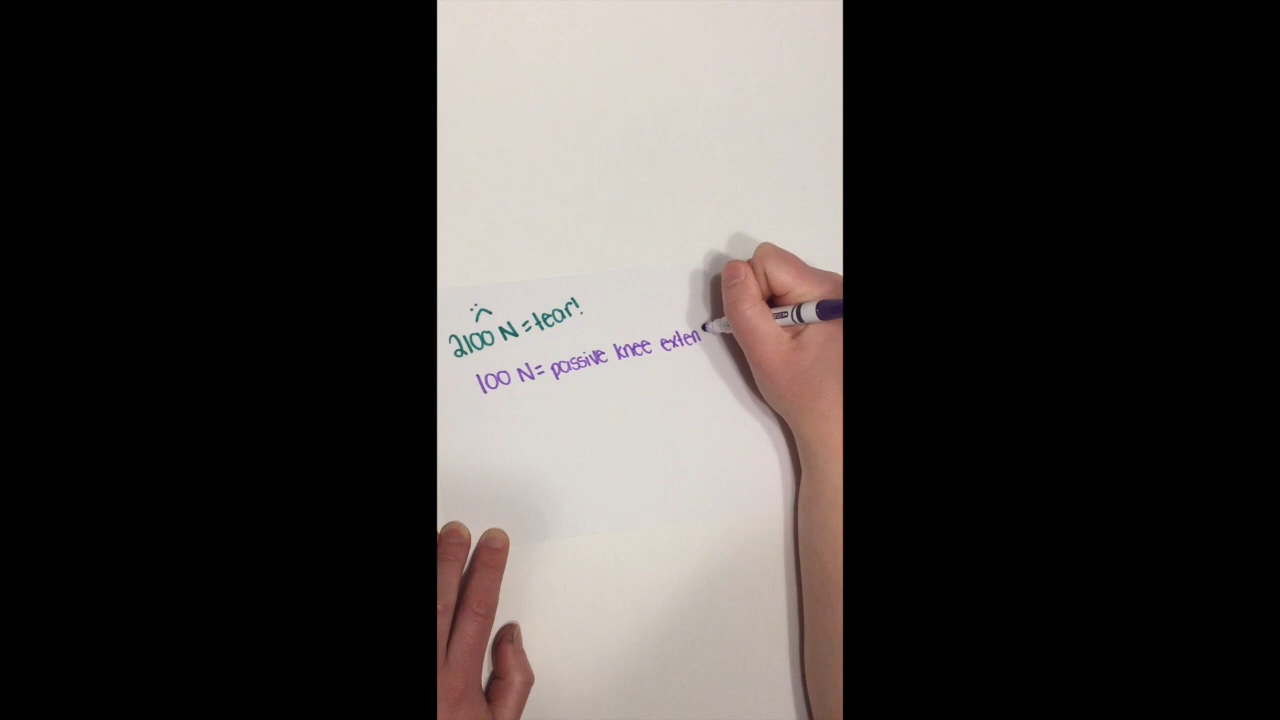 2100 N = tear!
100 N = passive knee exten